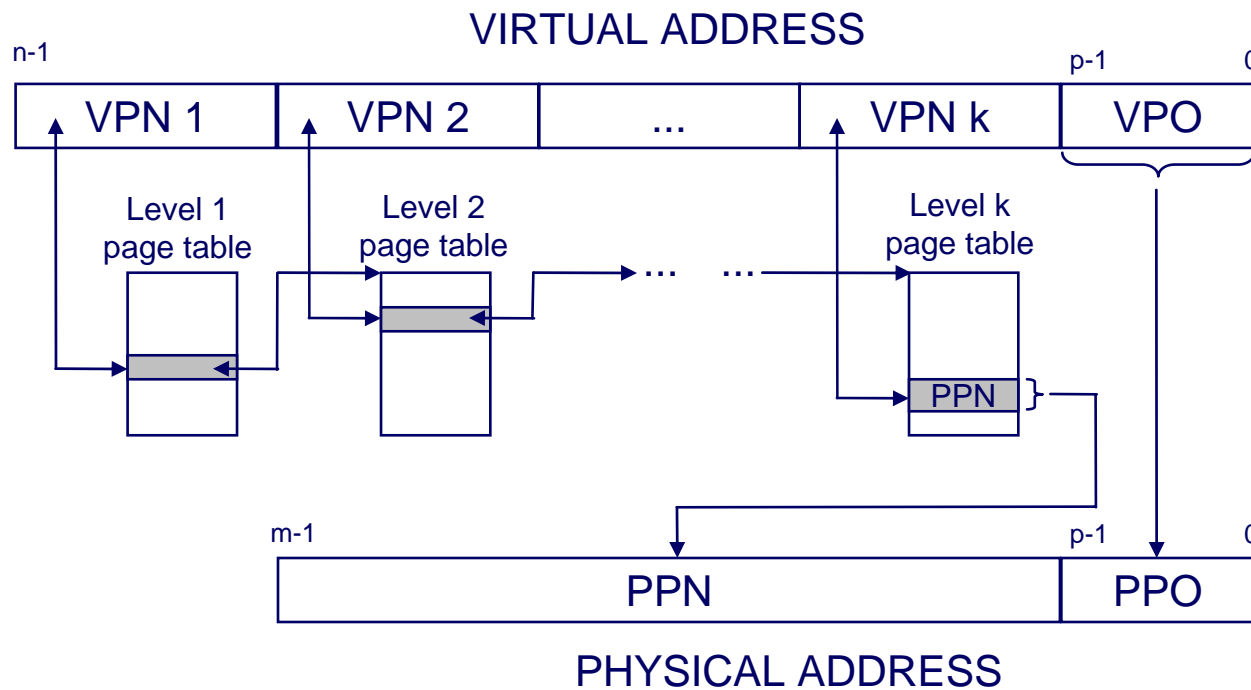 VIRTUAL ADDRESS
n-1
p-1
0
VPN 1
VPN 2
...
VPN k
VPO
Level 1
page table
Level 2
page table
Level k
page table
... ...
PPN
m-1
p-1
0
PPN
PPO
PHYSICAL ADDRESS